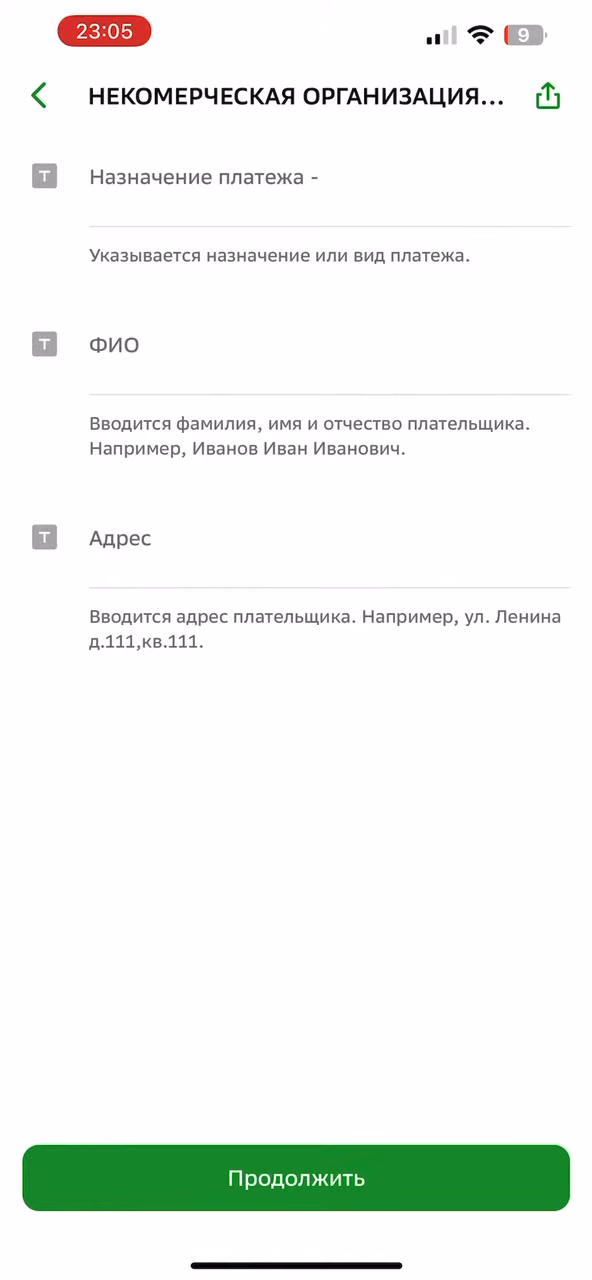 23:05
9
НЕКОМЕРЧЕСКАЯ ОРГАНИЗАЦИЯ...
T
Назначение платежа -
Указывается назначение или вид платежа.
T
ФИО
Вводится фамилия, имя и отчество плательщика.
Например, Иванов Иван Иванович.
T
Адрес
Вводится адрес плательщика. Например, ул. Ленина
д.111,кв.111.
Продолжить